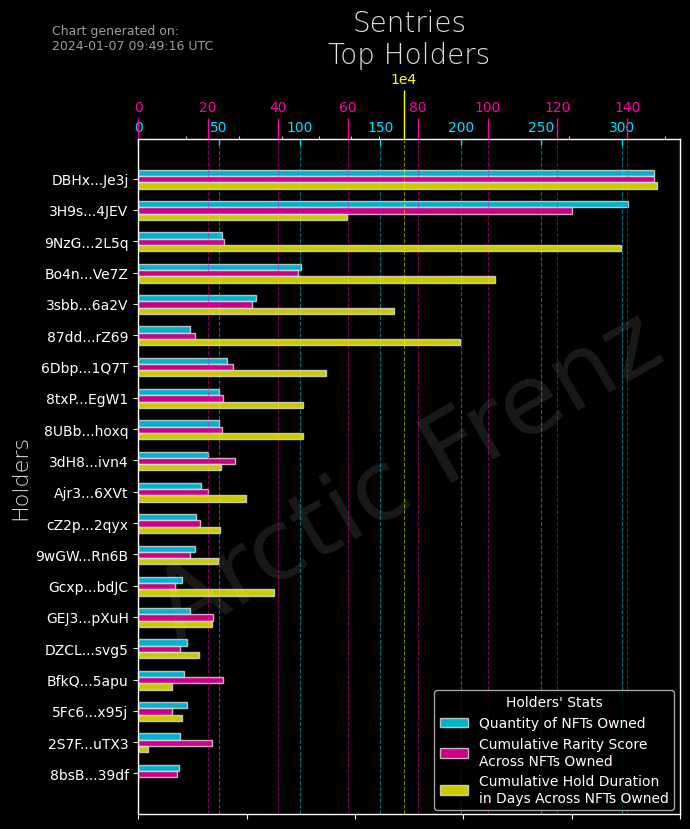 Chart generated on:
2024-01-07 09:49:16 UTC
Sentries
Top Holders
1e4
0 20 40 60 80 100 120 140
0 50 100 150 200 250 300
Holders
DBHx...Je3j
3H9s...4JEV
9NzG...2L5q
Bo4n...Ve7Z
3sbb...6a2V
87dd...rZ69
6Dbp...1Q7T
8txP...EgW1
8UBb...hoxq
3dH8...ivn4
Ajr3...6XVt
cZ2p...2qyx
9wGW...Rn6B
Gcxp...bdJC
GEJ3...pXuH
DZCL...svg5
BfkQ...5apu
5Fc6...x95j
2S7F...uTX3
8bsB...39df
Arctic Frenz
Holders' Stats
Quantity of NFTs Owned
Cumulative Rarity Score
Across NFTs Owned
Cumulative Hold Duration
in Days Across NFTs Owned